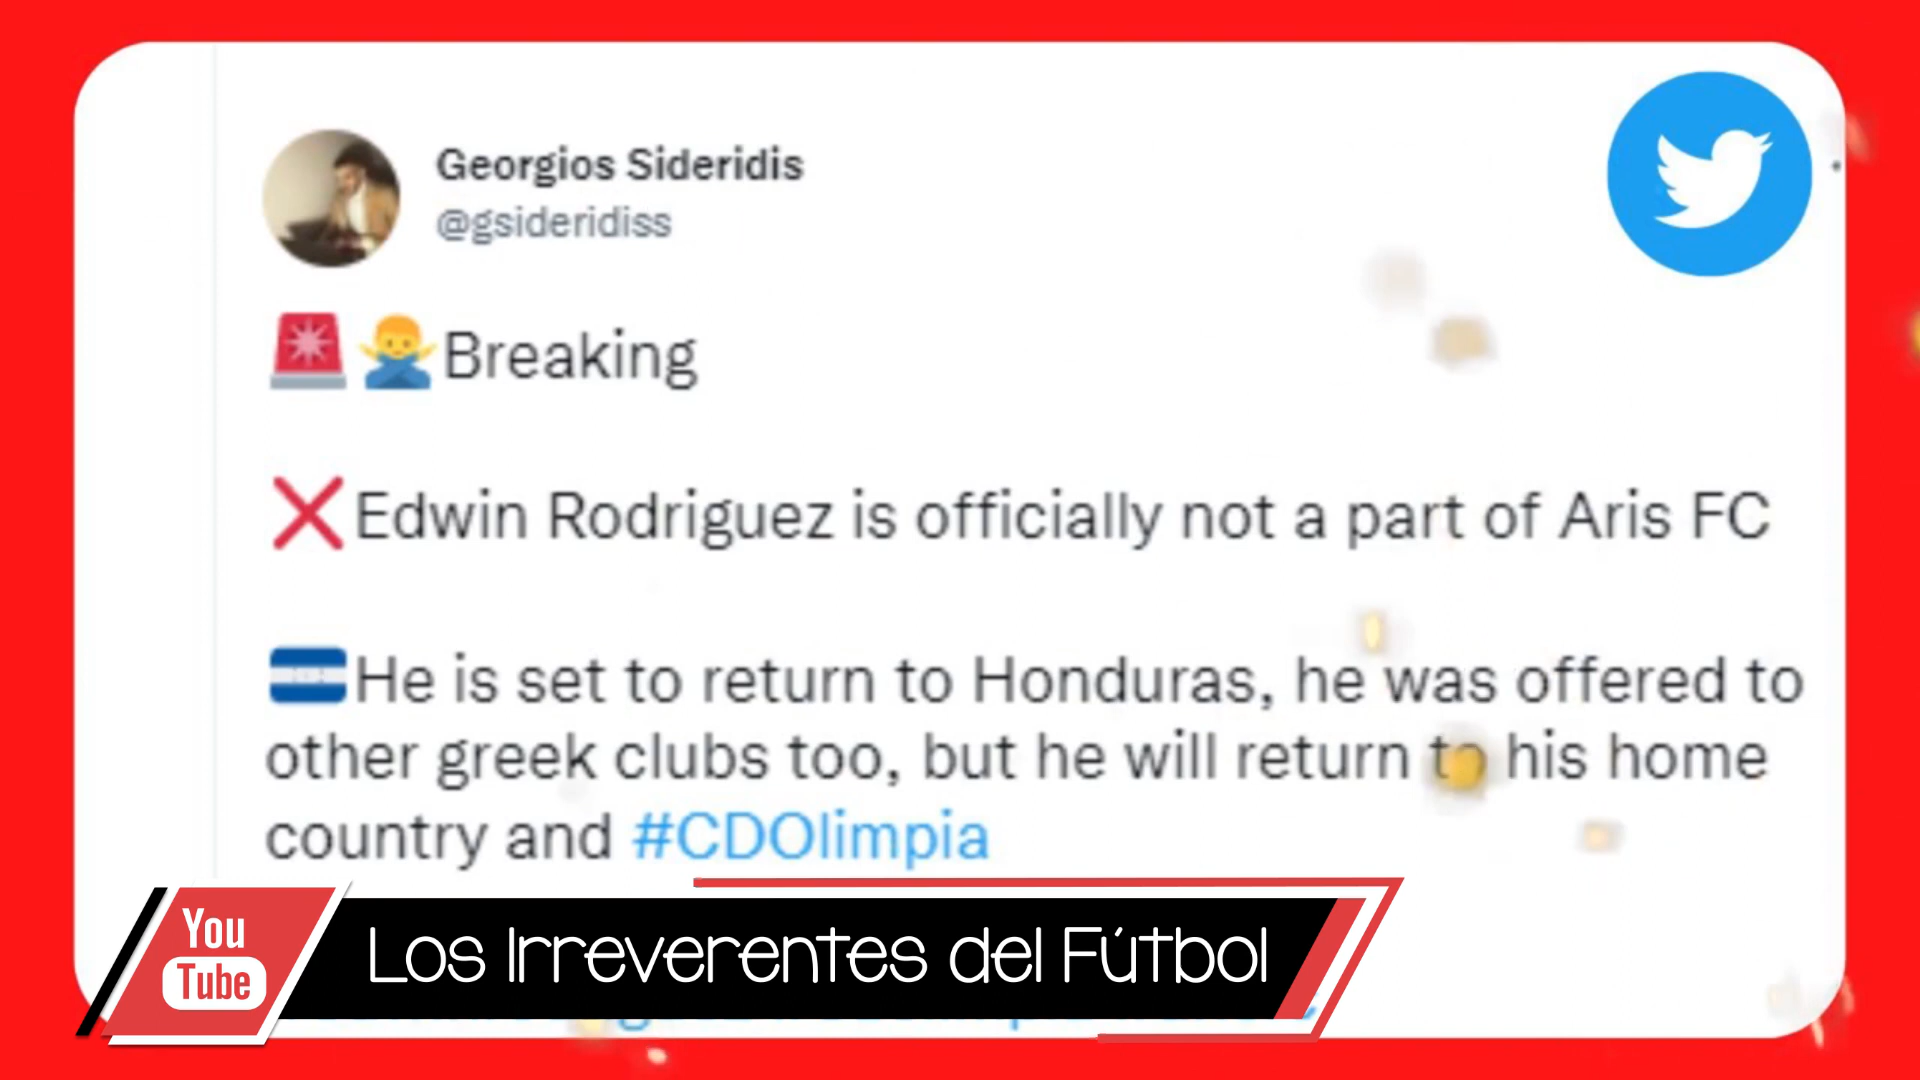 Georgios Sideridis
@gsideridiss
Breaking
Edwin Rodriguez is officially not a part of Aris FC
He is set to return to Honduras, he was offered to
other greek clubs too, but he will return to his home
country and #CDOlimpia
You
Tube
Los Irreverentes del Fútbol